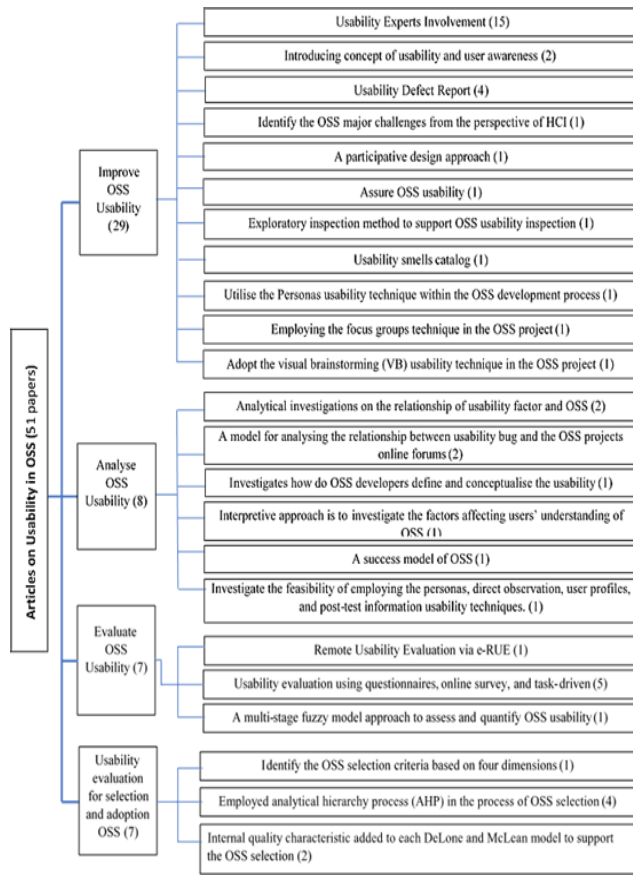 Articles on Usability in OSS (51 papers)
Improve
OSS
Usability
(29)
Usability Experts Involvement (15)
Introducing concept of usability and user awareness (2)
Usability Defect Report (4)
Identify the OSS major challenges from the perspective of HCI (1)
A participative design approach (1)
Assure OSS usability (1)
Exploratory inspection method to support OSS usability inspection (1)
Usability smells catalog (1)
Utilise the Personas usability technique within the OSS development process (1)
Employing the focus groups technique in the OSS project (1)
Adopt the visual brainstorming (VB) usability technique in the OSS project (1)
Analyse
OSS
Usability (8)
Analytical investigations on the relationship of usability factor and OSS (2)
A model for analysing the relationship between usability bug and the OSS projects
online forums (2)
Investigates how do OSS developers define and conceptualise the usability (1)
Interpretive approach is to investigate the factors affecting users' understanding of
OSS (1)
A success model of OSS (1)
Investigate the feasibility of employing the personas, direct observation, user profiles,
and post-test information usability techniques. (1)
Evaluate
OSS
Usability (7)
Remote Usability Evaluation via e-RUE (1)
Usability evaluation using questionnaires, online survey, and task-driven (5)
A multi-stage fuzzy model approach to assess and quantify OSS usability (1)
Usability
evaluation
for selection
and adoption
OSS (7)
Identify the OSS selection criteria based on four dimensions (1)
Employed analytical hierarchy process (AHP) in the process of OSS selection (4)
Internal quality characteristic added to each DeLone and McLean model to support
the OSS selection (2)